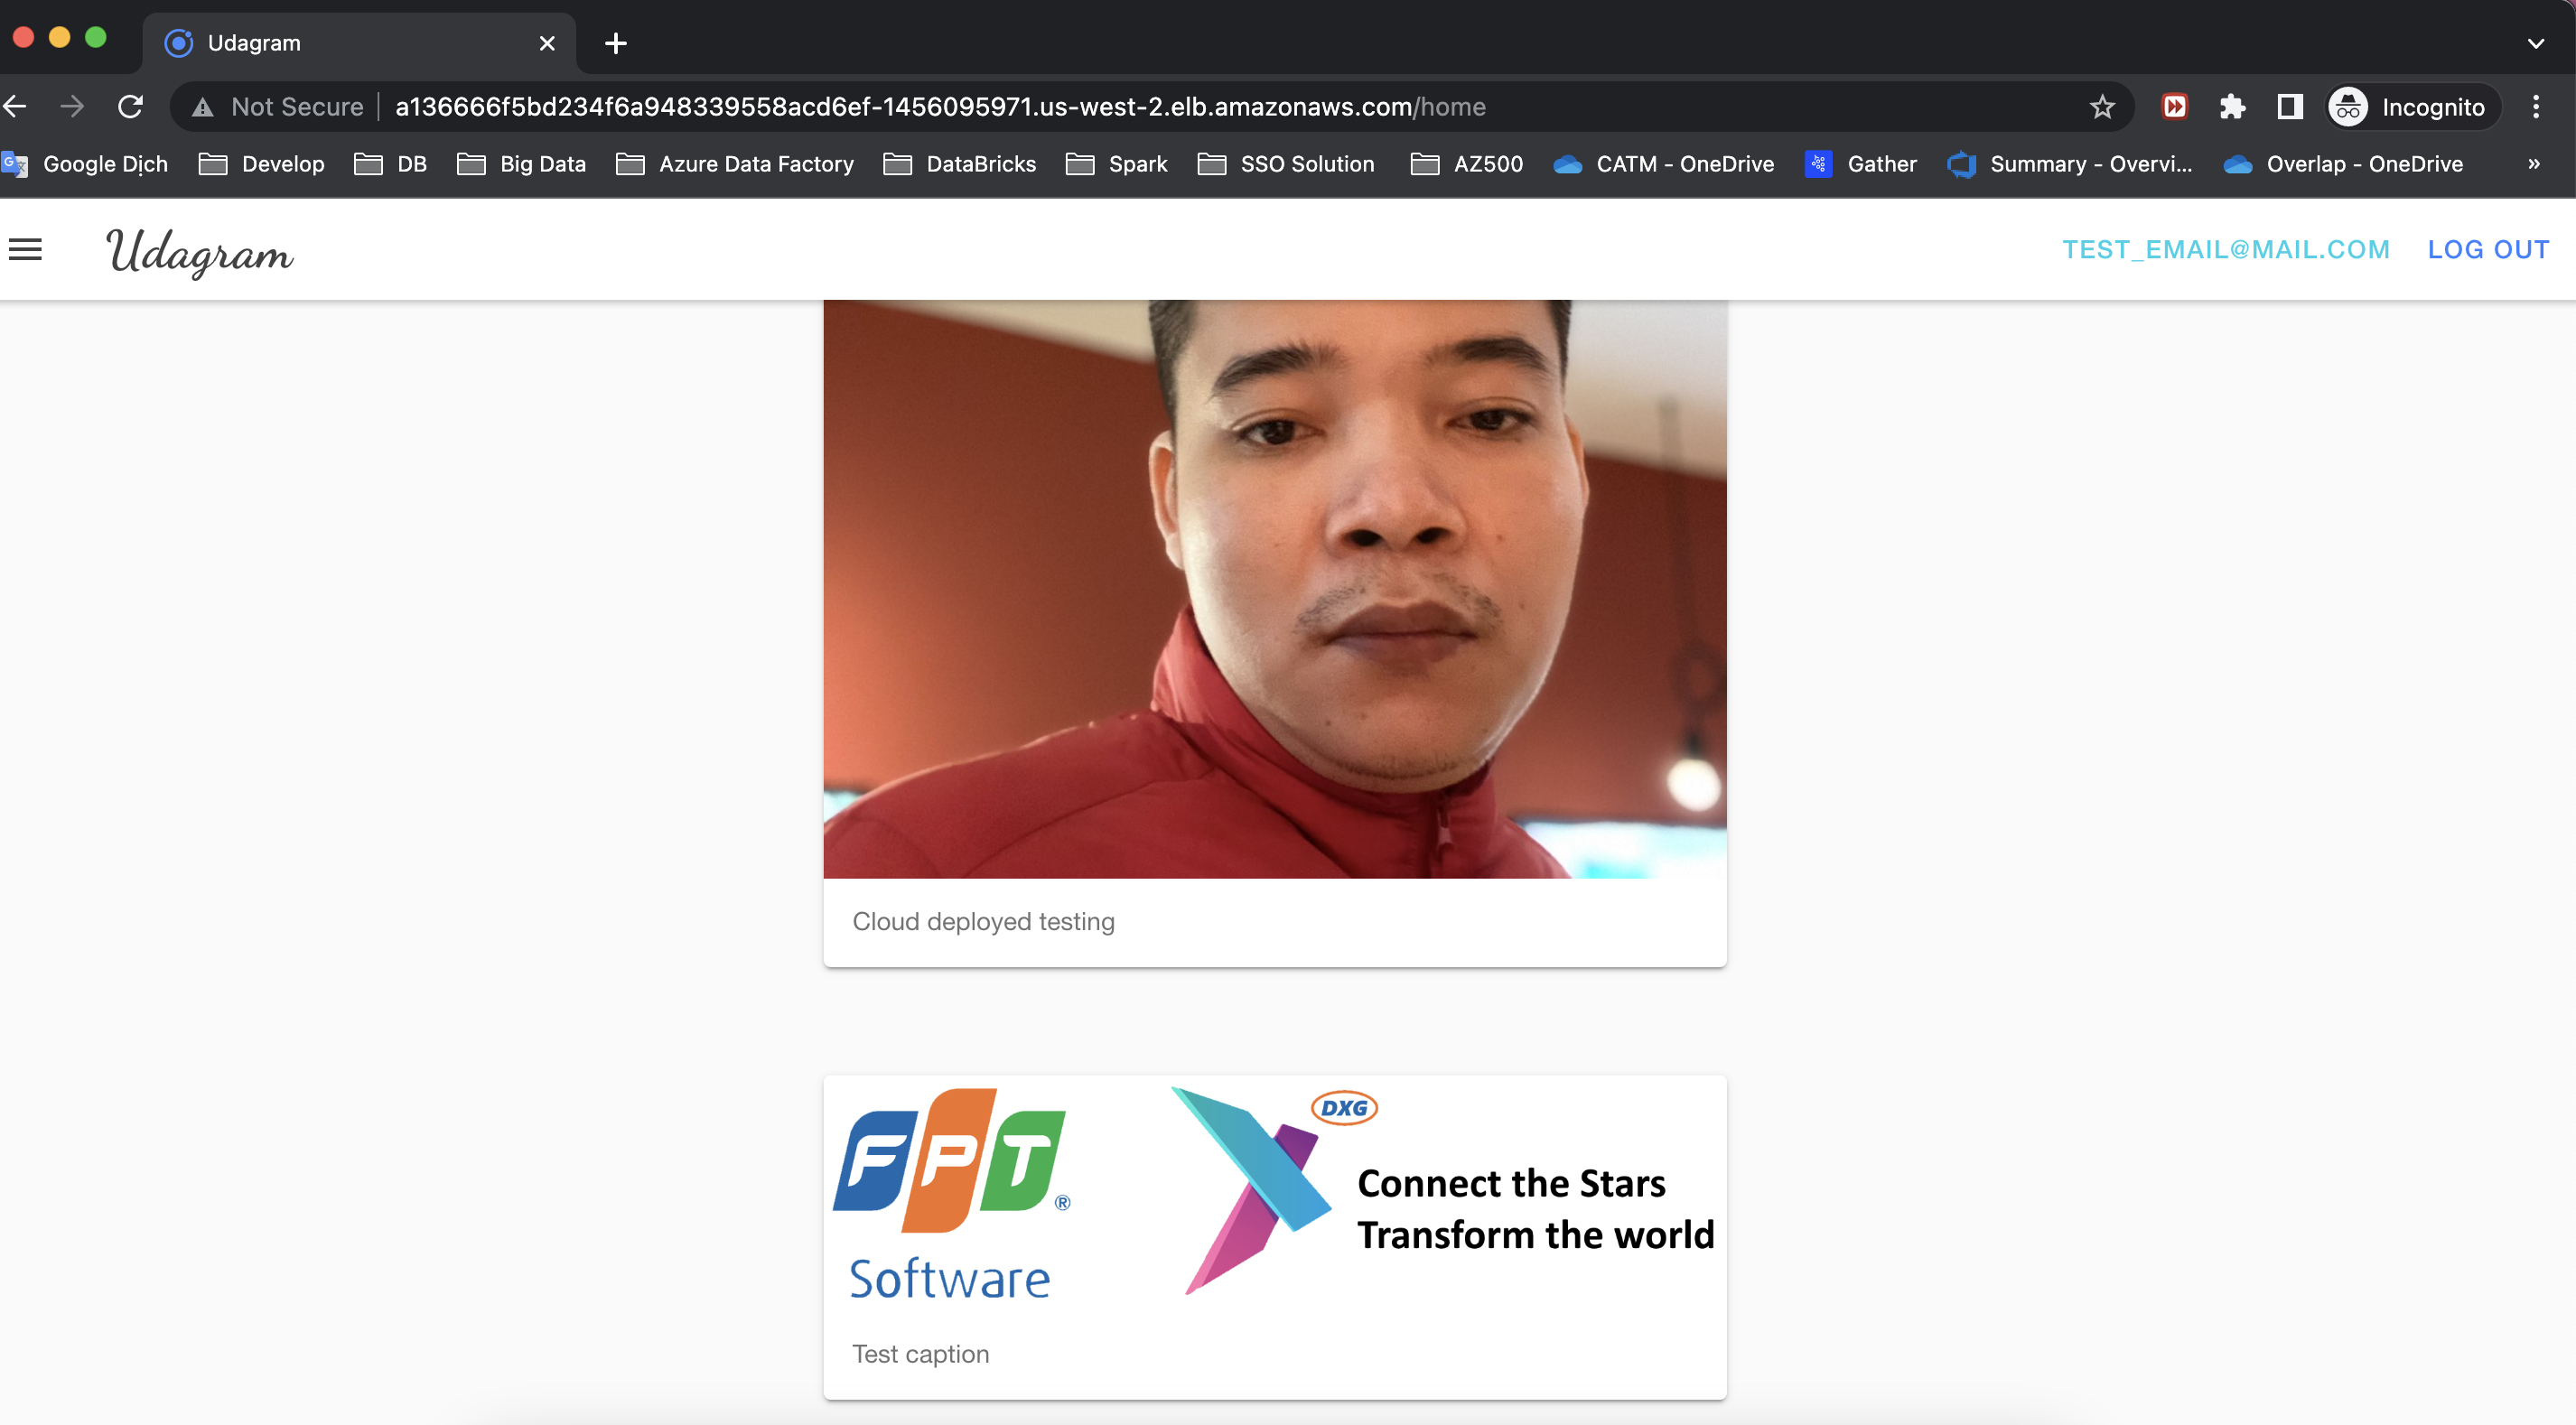 Udagram
Not Secure
a136666f5bd234f6a948339558acd6ef-1456095971.us-west-2.elb.amazonaws.com/home
Incognito
Google Dịch
Develop
DB
Big Data
Azure Data Factory
DataBricks
Spark
SSO Solution
AZ500
CATM - OneDrive
Gather
Summary - Overvi...
Overlap - OneDrive
»
Udagram
TEST_EMAIL@MAIL.COM
LOG OUT
Cloud deployed testing
FPT®
Software
DXG
Connect the Stars
Transform the world
Test caption